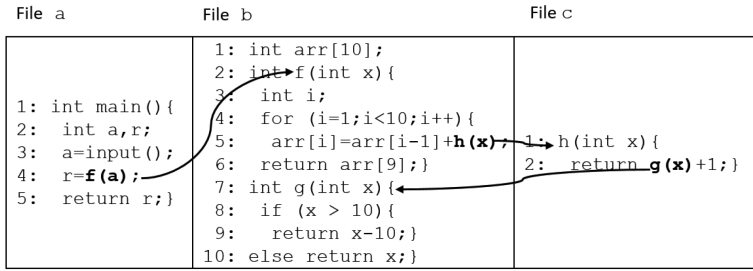 File a
File b
File c
1: int main(){
2: int a,r;
3: a=input();
4: r=f(a);
5: return r;}
1: int arr[10];
2: int f(int x){
3: int i;
4: for (i=1;i<10;i++){
5: arr[i]=arr[i-1]+h(x);
6: return arr[9];}
7: int g(int x){
8: if (x > 10){
9: return x-10;}
10: else return x;}
1: h(int x){
2: return g(x)+1;}